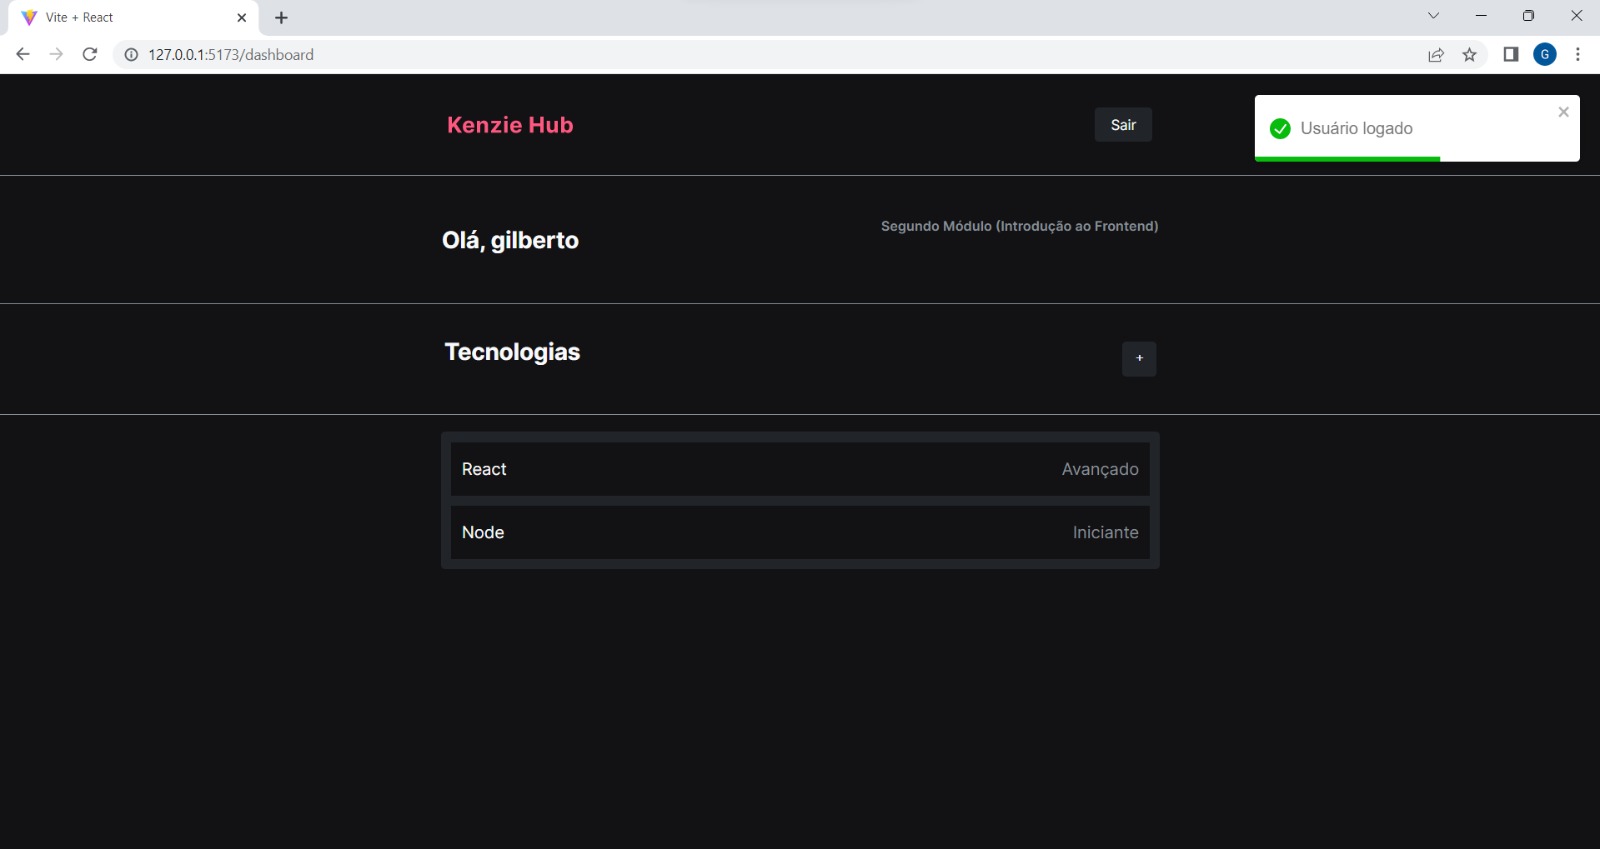 Vite + React
127.0.0.1:5173/dashboard
G
Kenzie Hub
Sair
Usuário logado
Olá, gilberto
Segundo Módulo (Introdução ao Frontend)
Tecnologias
+
React
Avançado
Node
Iniciante